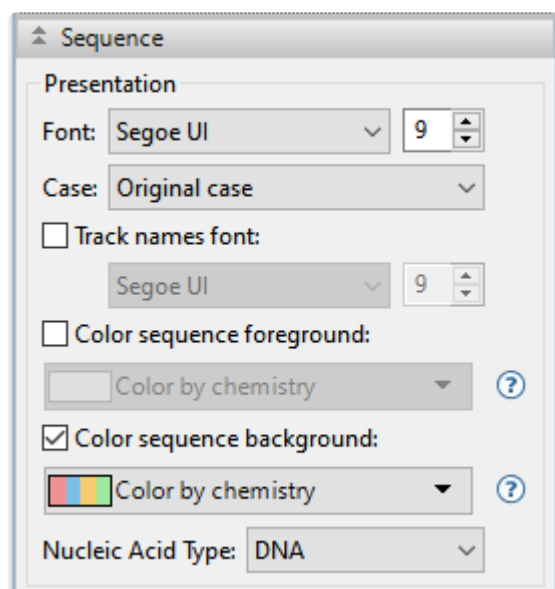 Sequence
Presentation
Font: Segoe UI 9
Case: Original case
Track names font:
Segoe UI 9
Color sequence foreground:
Color by chemistry ?
Color sequence background:
Color by chemistry ?
Nucleic Acid Type: DNA